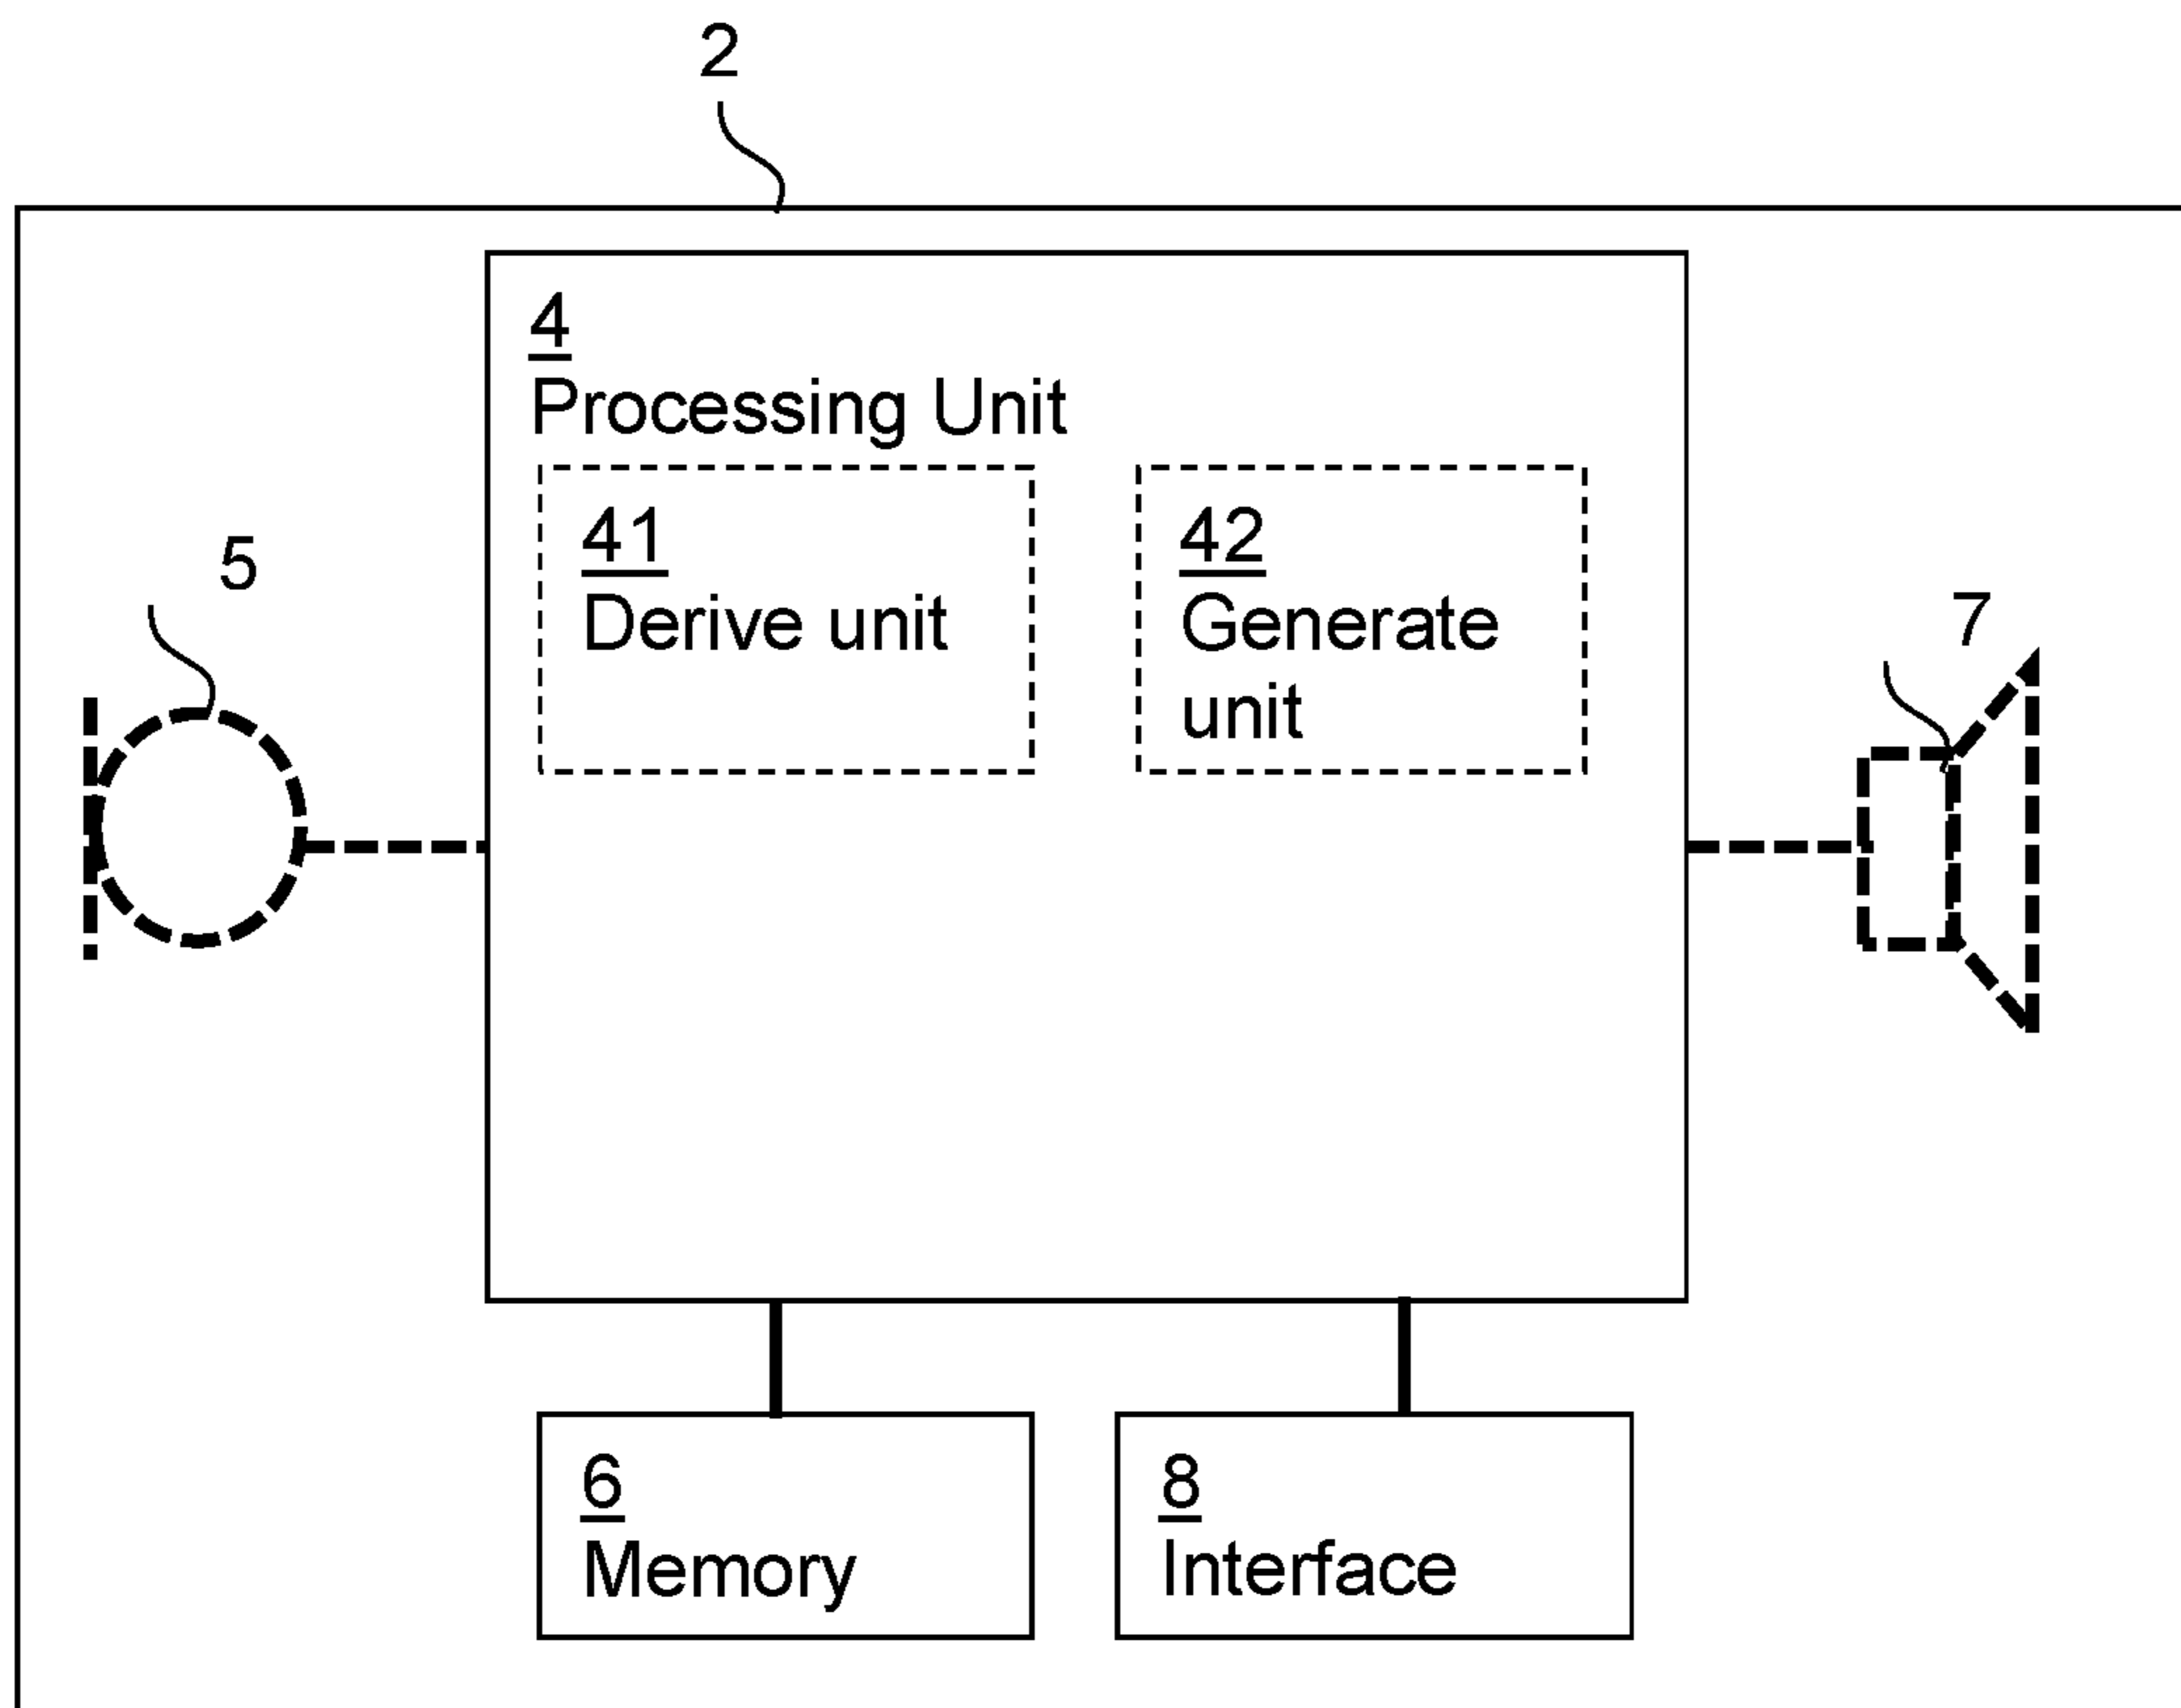 2
4
Processing Unit
5
41
Derive unit
42
Generate
unit
7
6
Memory
8
Interface